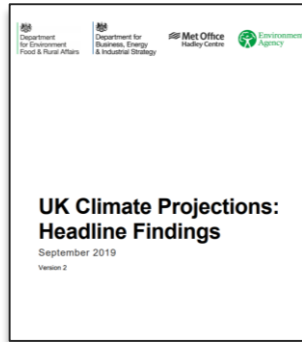 Department
for Environment
Food & Rural Affairs
Department for
Business, Energy
& Industrial Strategy
Met Office
Hadley Centre
Environment
Agency
UK Climate Projections:
Headline Findings
September 2019
Version 2